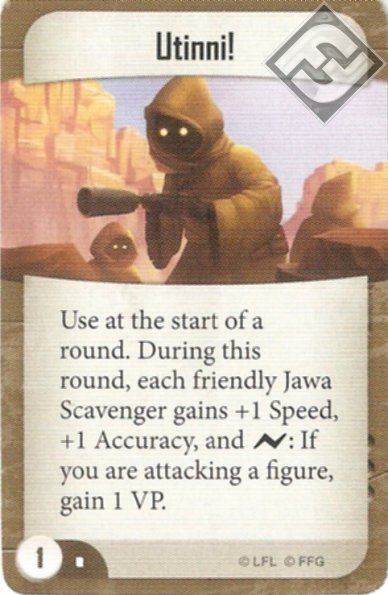 Utinni!
Use at the start of a
round. During this
round, each friendly Jawa
Scavenger gains +1 Speed,
+1 Accuracy, and : If
you are attacking a figure,
gain 1 VP.
1
© LFL © FFG